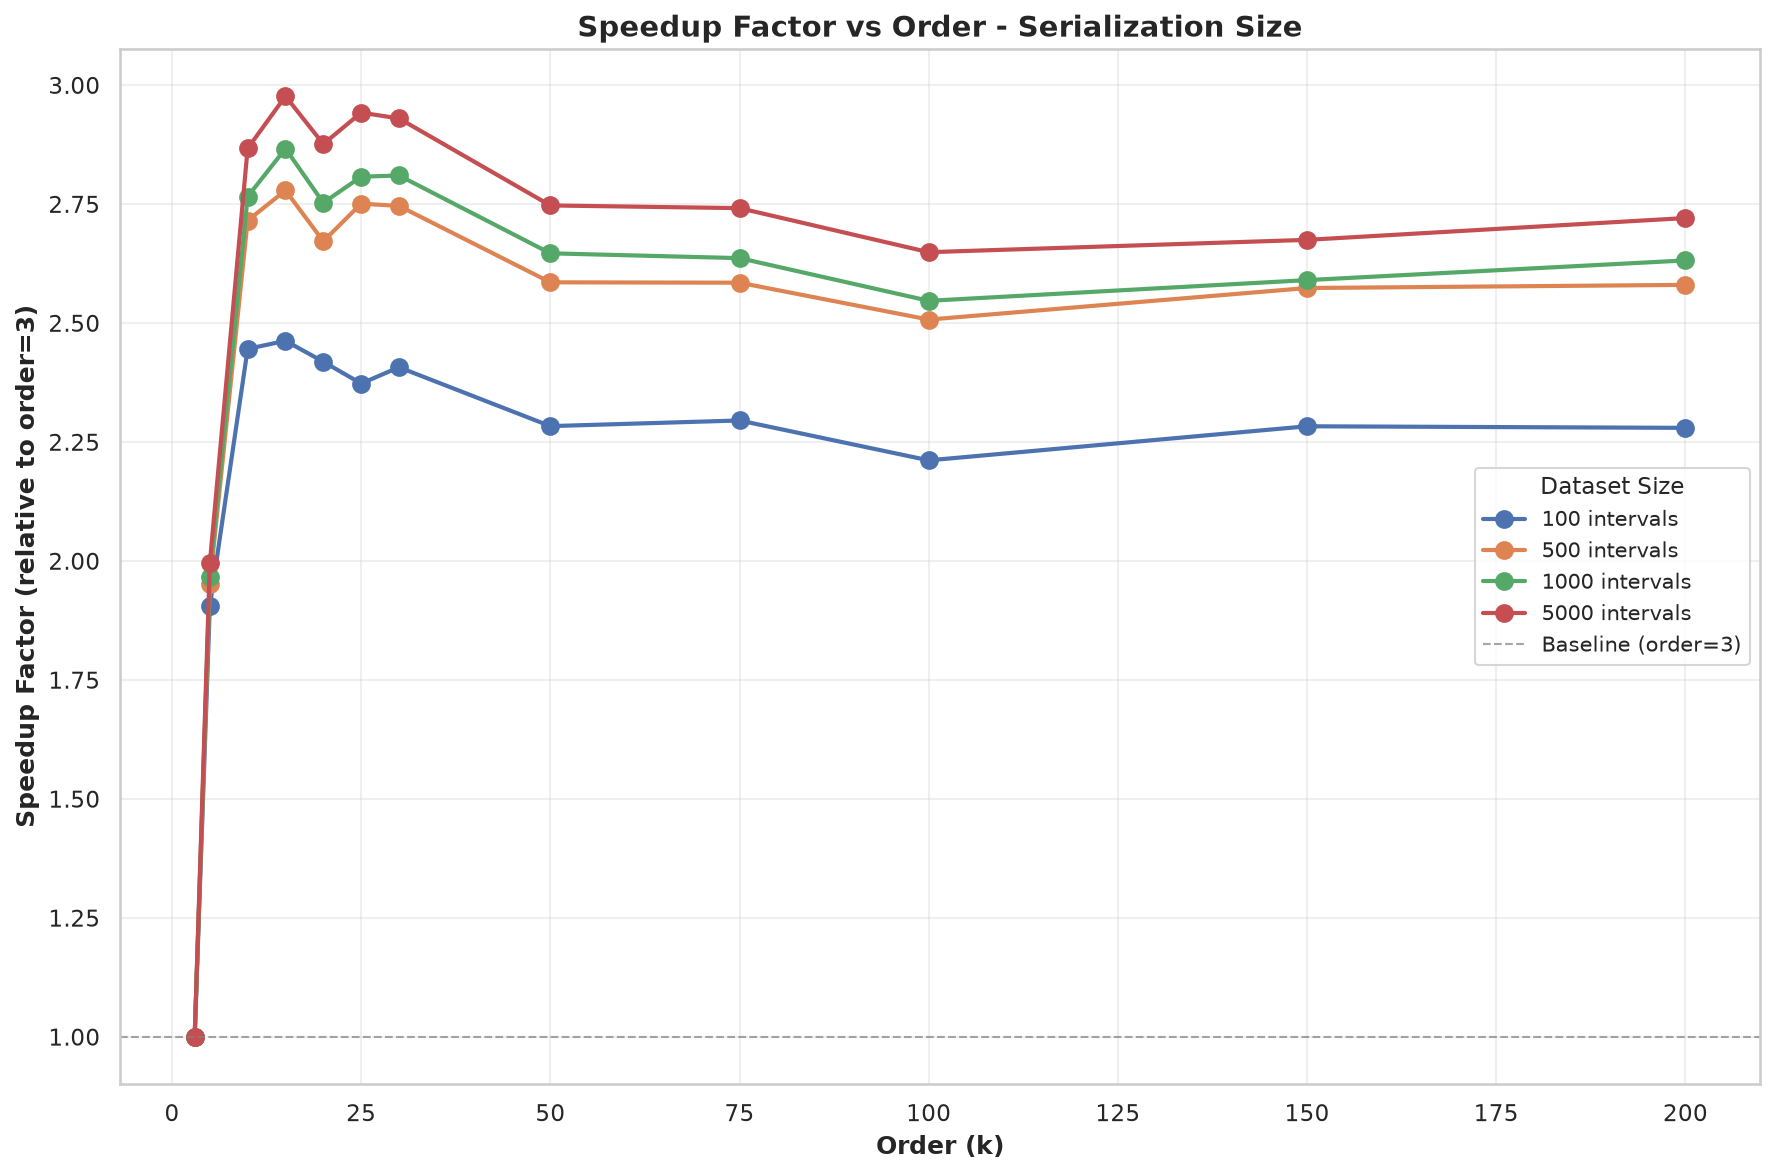 Speedup Factor vs Order - Serialization Size
Speedup Factor (relative to order=3)
3.00
2.75
2.50
2.25
2.00
1.75
1.50
1.25
1.00
Dataset Size
100 intervals
500 intervals
1000 intervals
5000 intervals
Baseline (order=3)
0 25 50 75 100 125 150 175 200
Order (k)